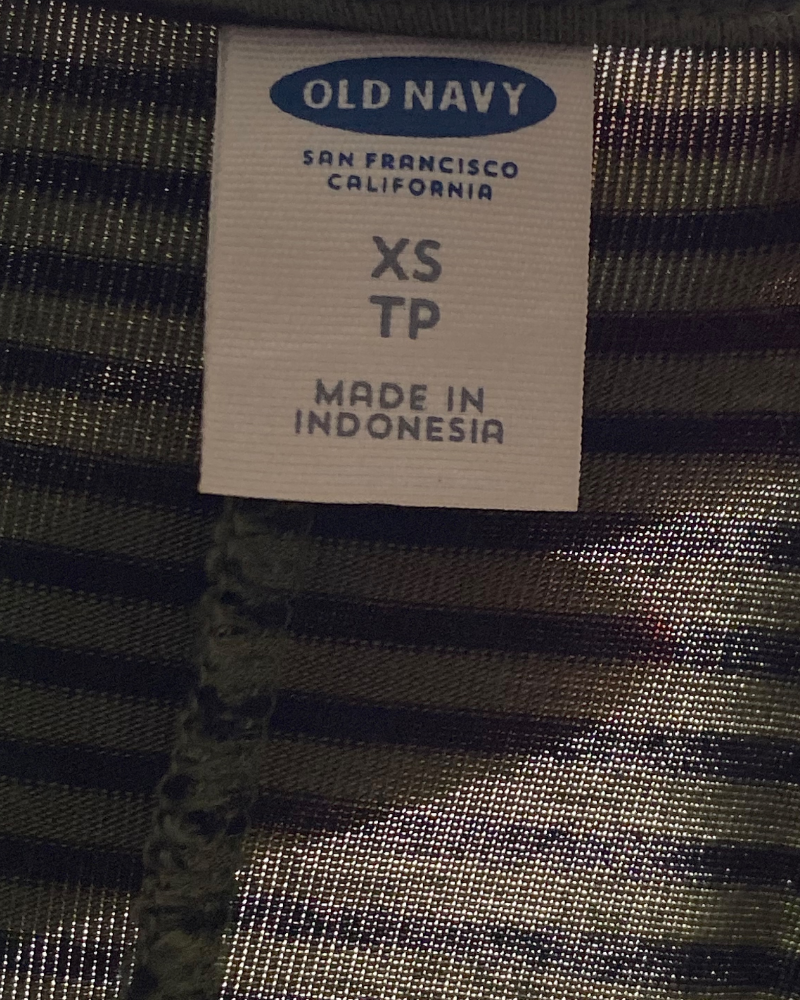 OLD NAVY
SAN FRANCISCO
CALIFORNIA
XS
TP
MADE IN
INDONESIA